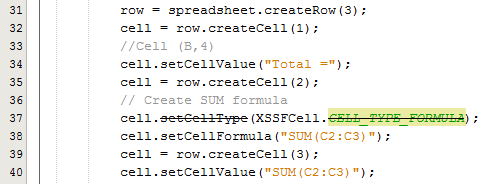 31 row = spreadsheet.createRow(3);
32 cell = row.createCell(1);
33 //Cell (B,4)
34 cell.setCellValue("Total =");
35 cell = row.createCell(2);
36 // Create SUM formula
37 cell.setCellType(XSSFCell.CELL_TYPE_FORMULA);
38 cell.setCellFormula("SUM(C2:C3)");
39 cell = row.createCell(3);
40 cell.setCellValue("SUM(C2:C3)");